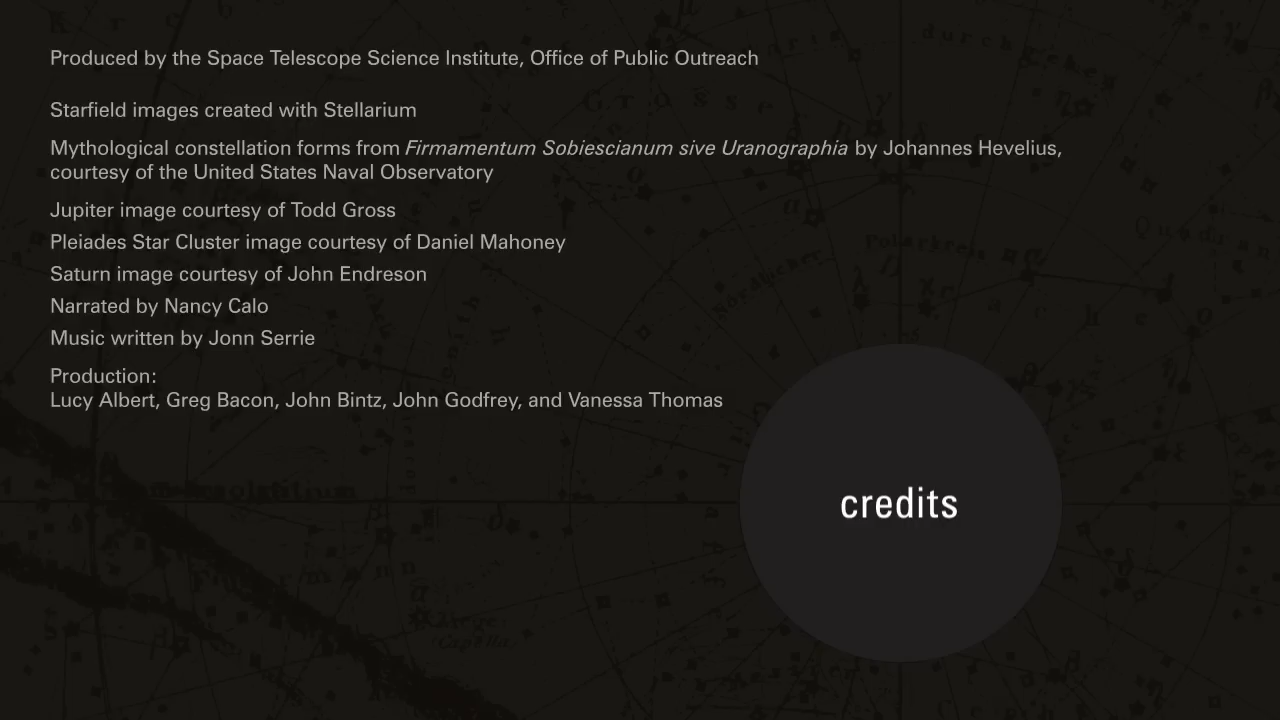 Produced by the Space Telescope Science Institute, Office of Public Outreach
Starfield images created with Stellarium
Mythological constellation forms from Firmamentum Sobiescianum sive Uranographia by Johannes Hevelius,
courtesy of the United States Naval Observatory
Jupiter image courtesy of Todd Gross
Pleiades Star Cluster image courtesy of Daniel Mahoney
Saturn image courtesy of John Endreson
Narrated by Nancy Calo
Music written by Jonn Serrie
Production:
Lucy Albert, Greg Bacon, John Bintz, John Godfrey, and Vanessa Thomas
credits